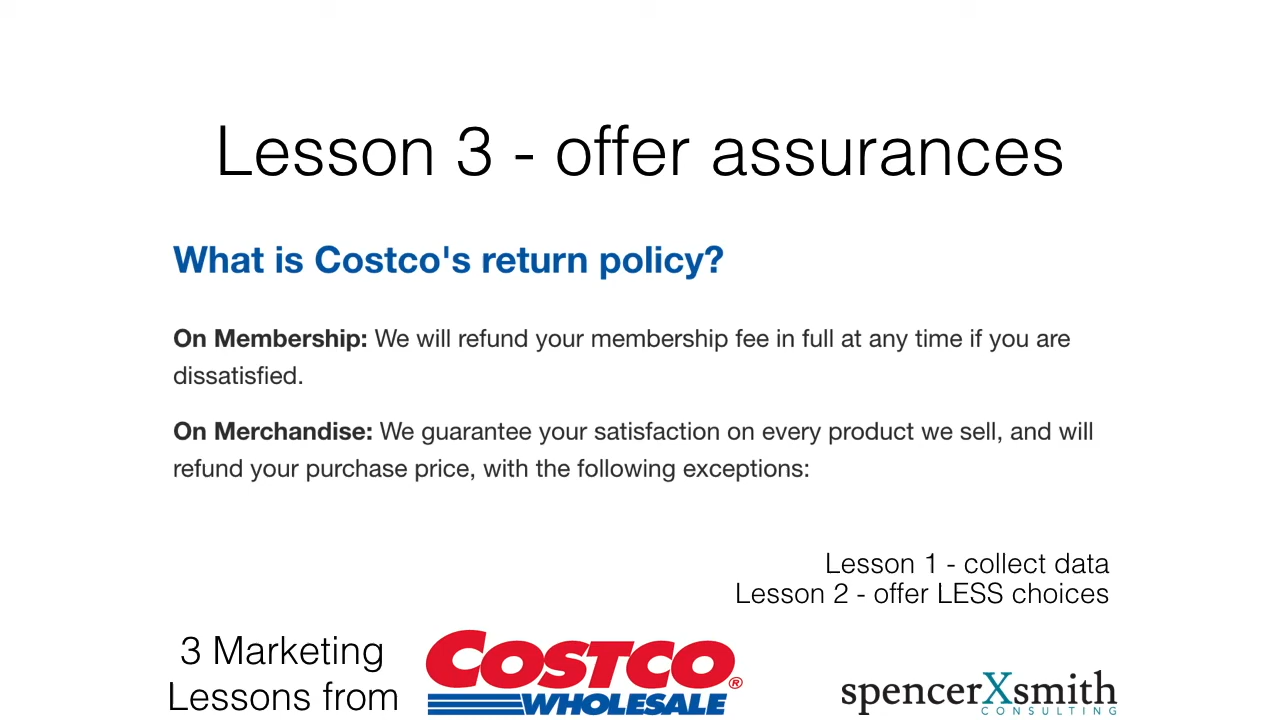 Lesson 3 - offer assurances
What is Costco's return policy?
On Membership: We will refund your membership fee in full at any time if you are
dissatisfied.
On Merchandise: We guarantee your satisfaction on every product we sell, and will
refund your purchase price, with the following exceptions:
Lesson 1 - collect data
Lesson 2 - offer LESS choices
3 Marketing
Lessons from
COSTCO®
WHOLESALE
spencerXsmith
CONSULTING